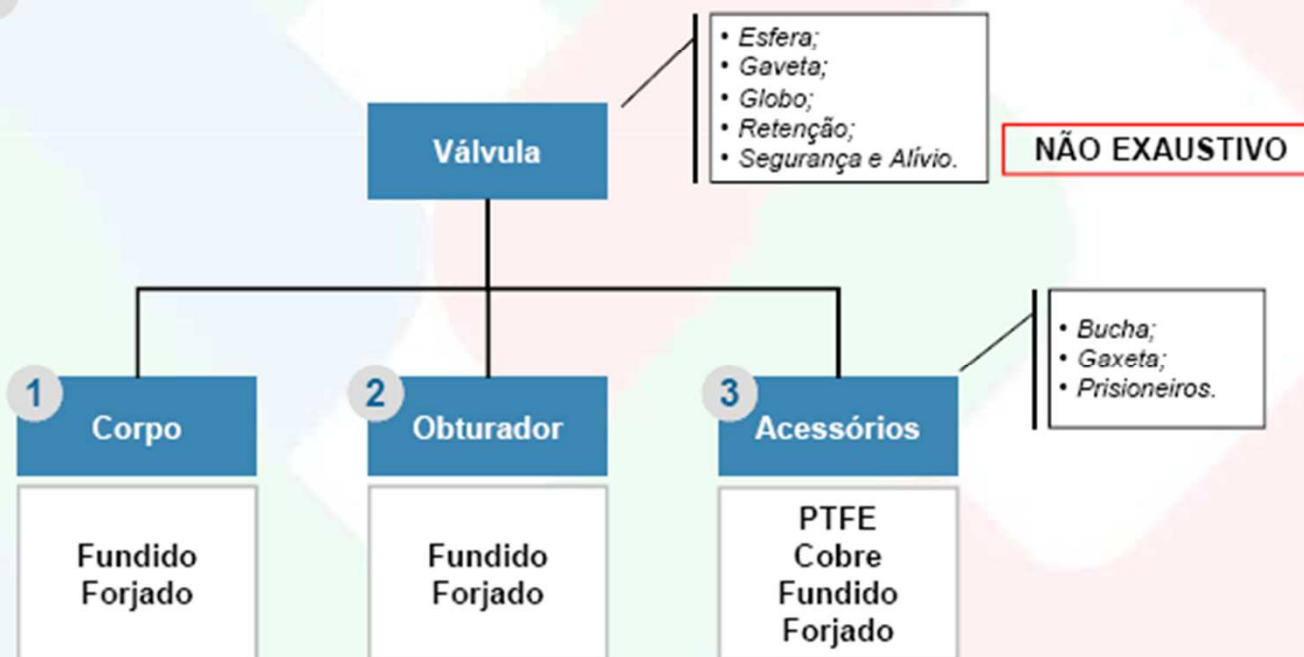 • Esfera;
• Gaveta;
• Globo;
• Retenção;
• Segurança e Alívio.
Válvula
NÃO EXAUSTIVO
• Bucha;
• Gaxeta;
• Prisioneiros.
1
Corpo
Fundido
Forjado
2
Obturador
Fundido
Forjado
3
Acessórios
PTFE
Cobre
Fundido
Forjado